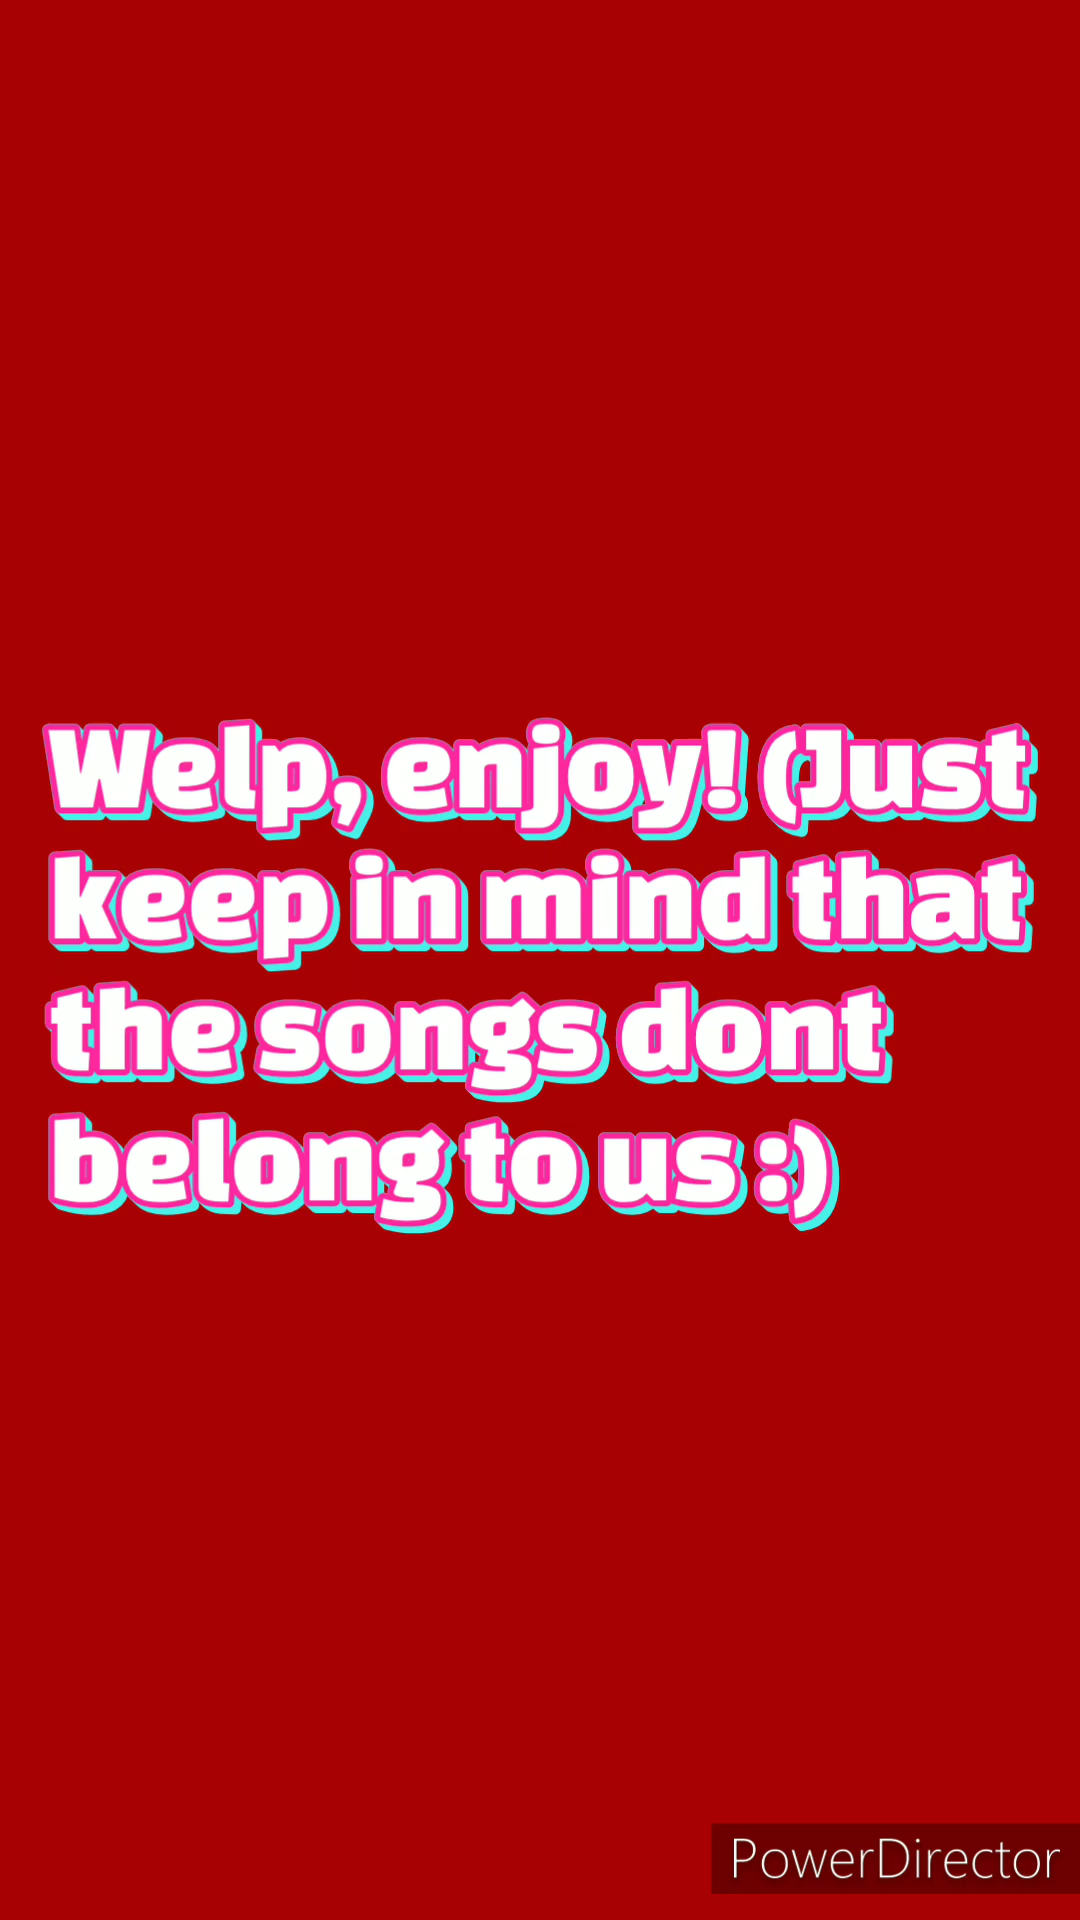 Welp, enjoy! (Just
keep in mind that
the songs dont
belong to us :)
PowerDirector